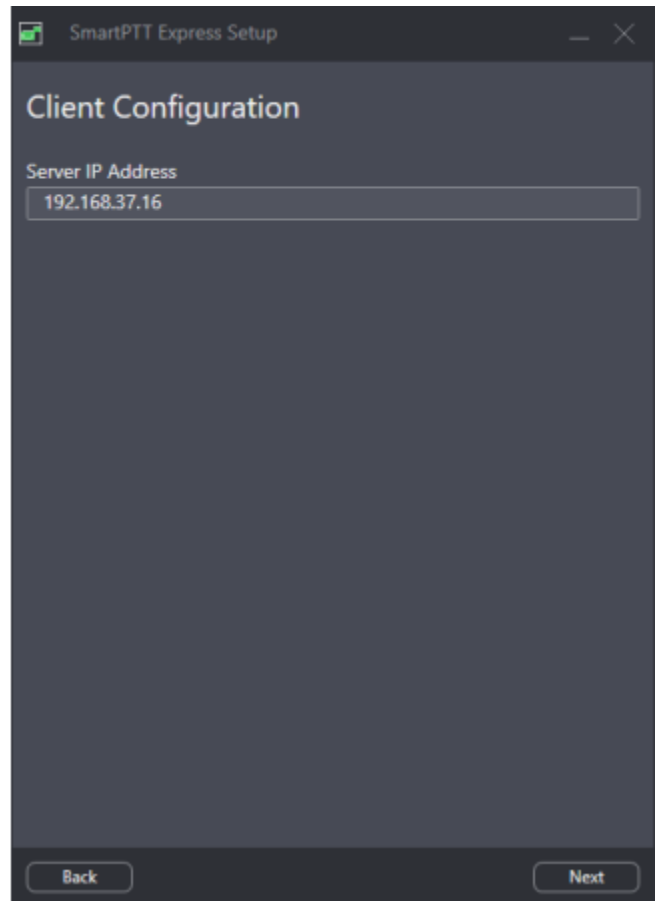 SmartPTT Express Setup
Client Configuration
Server IP Address
192.168.37.16
Back
Next